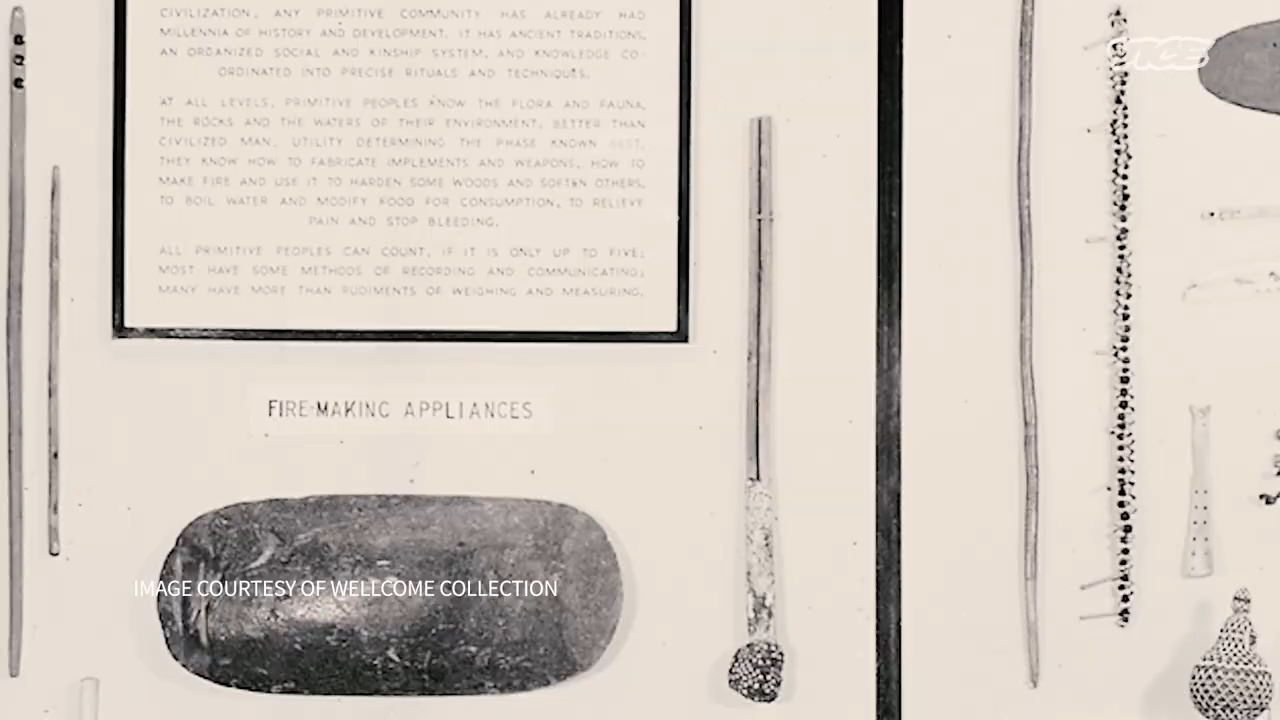 CIVILIZATION, ANY PRIMITIVE COMMUNITY HAS ALREADY HAD
MILLENNIA OF HISTORY AND DEVELOPMENT. IT HAS ANCIENT TRADITIONS,
AN ORGANIZED SOCIAL AND KINSHIP SYSTEM, AND KNOWLEDGE CO-
ORDINATED INTO PRECISE RITUALS AND TECHNIQUES.
AT ALL LEVELS, PRIMITIVE PEOPLES KNOW THE FLORA AND FAUNA,
THE ROCKS AND THE WATERS OF THEIR ENVIRONMENT, BETTER THAN
CIVILIZED MAN, UTILITY DETERMINING THE PHASE KNOWN BEST.
THEY KNOW HOW TO FABRICATE IMPLEMENTS AND WEAPONS, HOW TO
MAKE FIRE AND USE IT TO HARDEN SOME WOODS AND SOFTEN OTHERS,
TO BOIL WATER AND MODIFY FOOD FOR CONSUMPTION, TO RELIEVE
PAIN AND STOP BLEEDING.
ALL PRIMITIVE PEOPLES CAN COUNT, IF IT IS ONLY UP TO FIVE;
MOST HAVE SOME METHODS OF RECORDING AND COMMUNICATING;
MANY HAVE MORE THAN RUDIMENTS OF WEIGHING AND MEASURING.
FIRE-MAKING APPLIANCES
IMAGE COURTESY OF WELLCOME COLLECTION
VICE